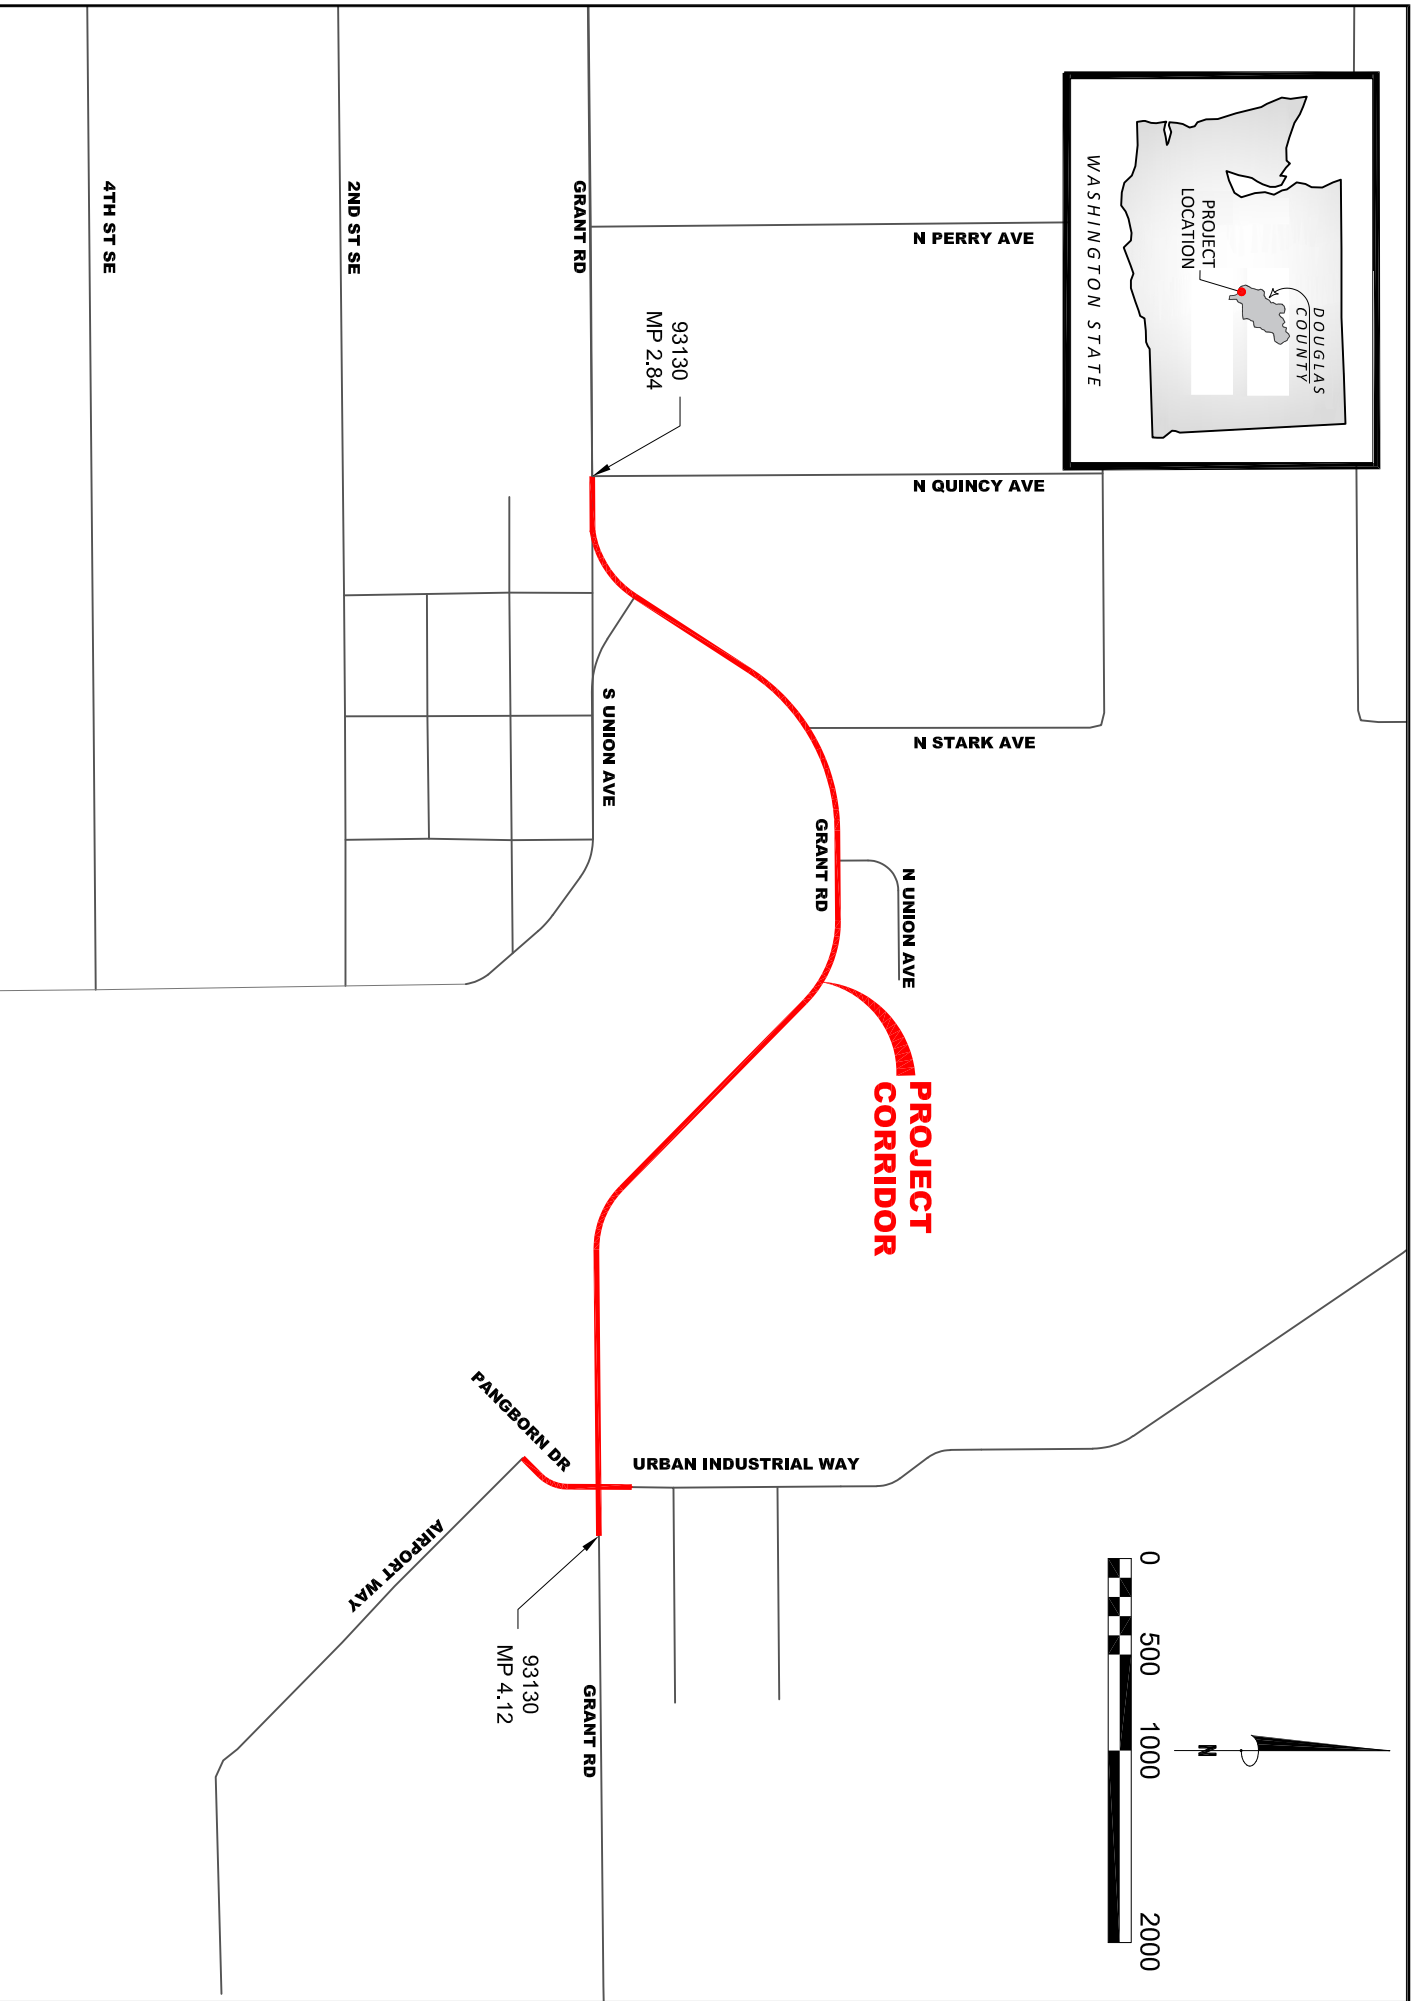 DOUGLAS
COUNTY
PROJECT
LOCATION
WASHINGTON STATE
0 500 1000 2000
N
N PERRY AVE
N QUINCY AVE
N STARK AVE
N UNION AVE
PROJECT
CORRIDOR
GRANT RD
93130
MP 2.84
URBAN INDUSTRIAL WAY
S UNION AVE
GRANT RD
GRANT RD
PANGBORN DR
93130
MP 4.12
AIRPORT WAY
2ND ST SE
4TH ST SE